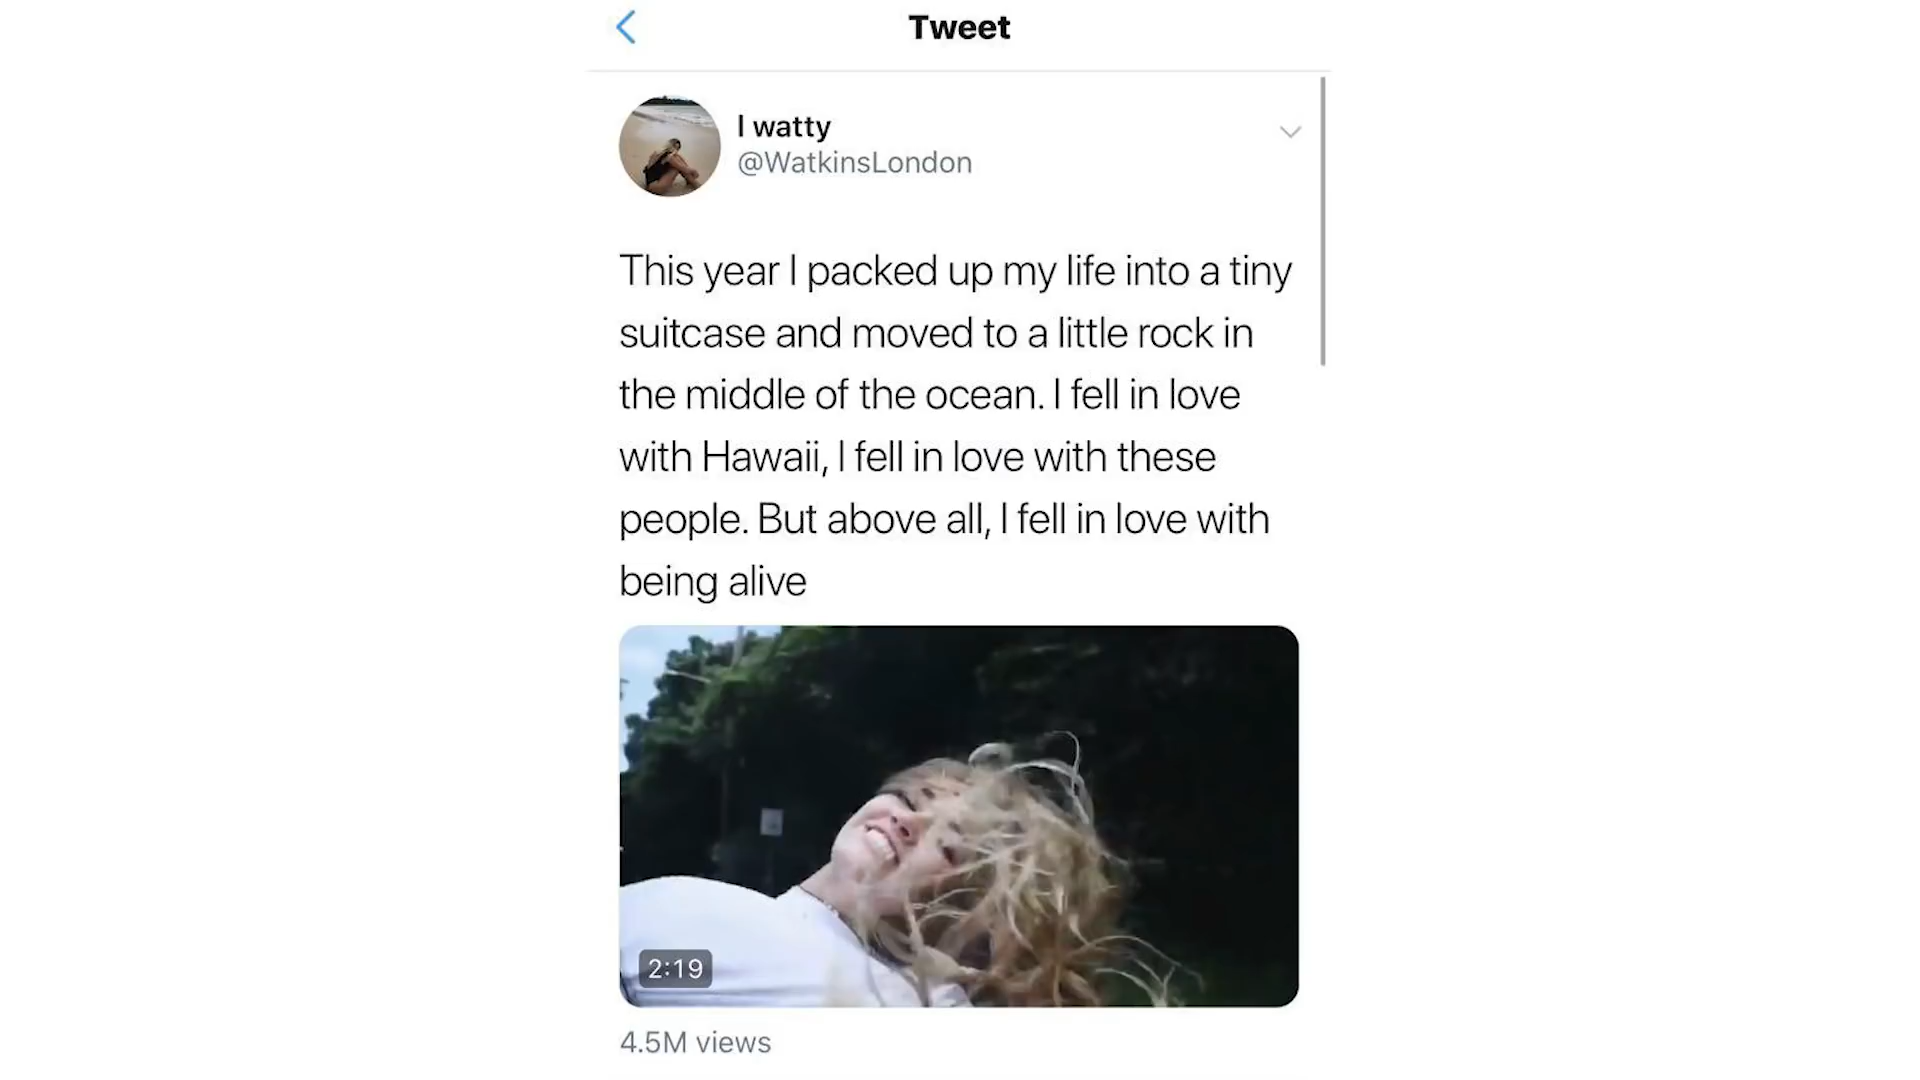 Tweet
l watty
@WatkinsLondon
This year I packed up my life into a tiny
suitcase and moved to a little rock in
the middle of the ocean. I fell in love
with Hawaii, I fell in love with these
people. But above all, I fell in love with
being alive
2:19
4.5M views